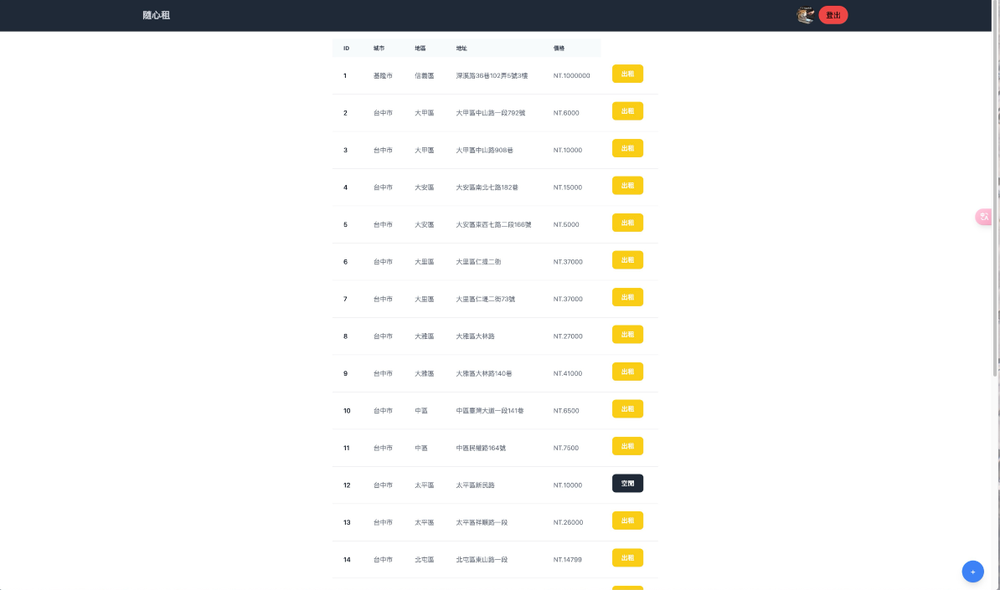 隨心租 登出
ID 城市 地區 地址 價格
1 基隆市 信義區 深溪路36巷102弄5號3樓 NT.1000000 出租
2 台中市 大甲區 大甲區中山路一段792號 NT.6000 出租
3 台中市 大甲區 大甲區中山路908巷 NT.10000 出租
4 台中市 大安區 大安區南北七路182巷 NT.15000 出租
5 台中市 大安區 大安區東西七路二段166號 NT.5000 出租
6 台中市 大里區 大里區仁堤二街 NT.37000 出租
7 台中市 大里區 大里區仁堤二街73號 NT.37000 出租
8 台中市 大雅區 大雅區大林路 NT.27000 出租
9 台中市 大雅區 大雅區大林路140巷 NT.41000 出租
10 台中市 中區 中區臺灣大道一段141巷 NT.6500 出租
11 台中市 中區 中區民權路164號 NT.7500 出租
12 台中市 太平區 太平區新民路 NT.10000 空閒
13 台中市 太平區 太平區祥順路一段 NT.26000 出租
14 台中市 北屯區 北屯區東山路一段 NT.14799 出租
+